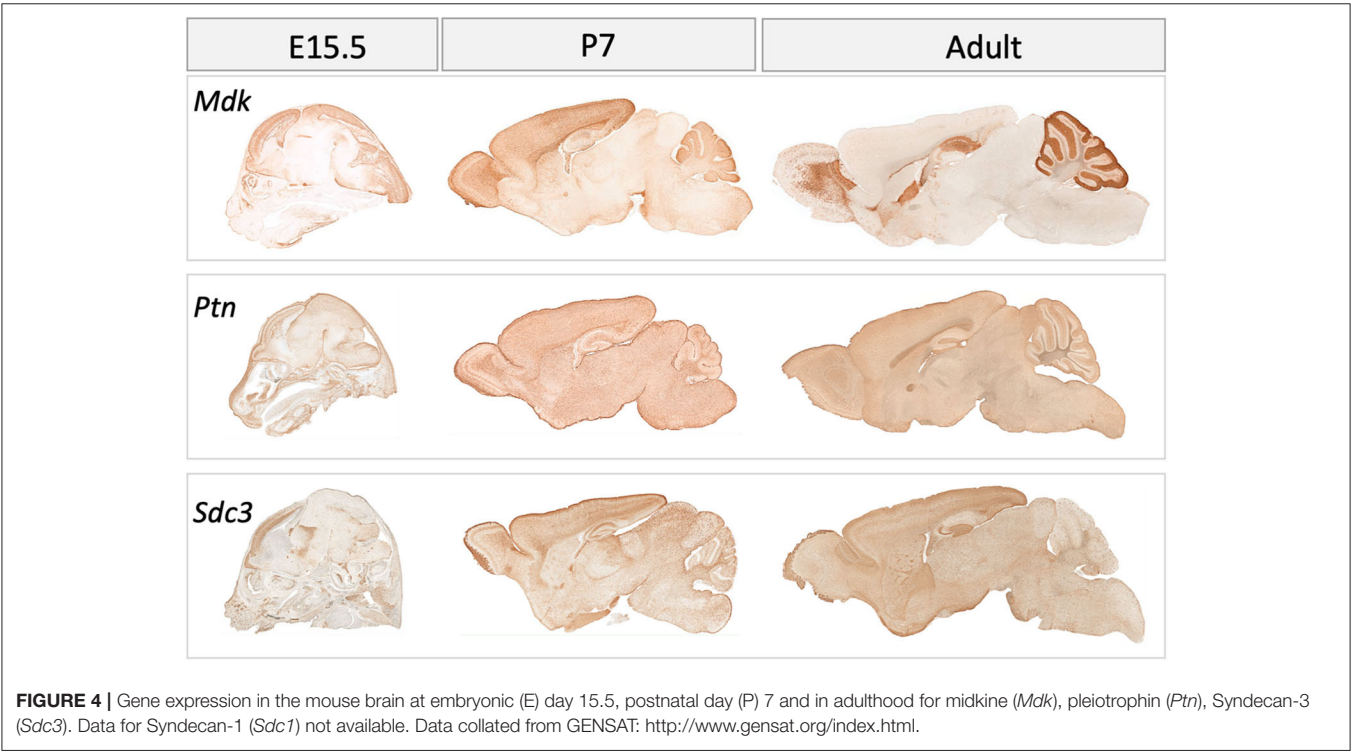 E15.5
P7
Adult
Mdk
Ptn
Sdc3
FIGURE 4 | Gene expression in the mouse brain at embryonic (E) day 15.5, postnatal day (P) 7 and in adulthood for midkine (Mdk), pleiotrophin (Ptn), Syndecan-3
(Sdc3). Data for Syndecan-1 (Sdc1) not available. Data collated from GENSAT: http://www.gensat.org/index.html.